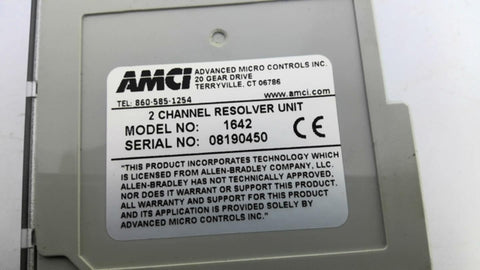 AMCI ADVANCED MICRO CONTROLS INC.
20 GEAR DRIVE
TERRYVILLE, CT 06786
TEL: 860-585-1254 www.amci.com
2 CHANNEL RESOLVER UNIT
MODEL NO: 1642
SERIAL NO: 08190450 CE
"THIS PRODUCT INCORPORATES TECHNOLOGY WHICH
IS LICENSED FROM ALLEN-BRADLEY COMPANY, LLC.
ALLEN-BRADLEY HAS NOT TECHNICALLY APPROVED,
NOR DOES IT WARRANT OR SUPPORT THIS PRODUCT.
ALL WARRANTY AND SUPPORT FOR THIS PRODUCT
AND ITS APPLICATION IS PROVIDED SOLELY BY
ADVANCED MICRO CONTROLS INC."